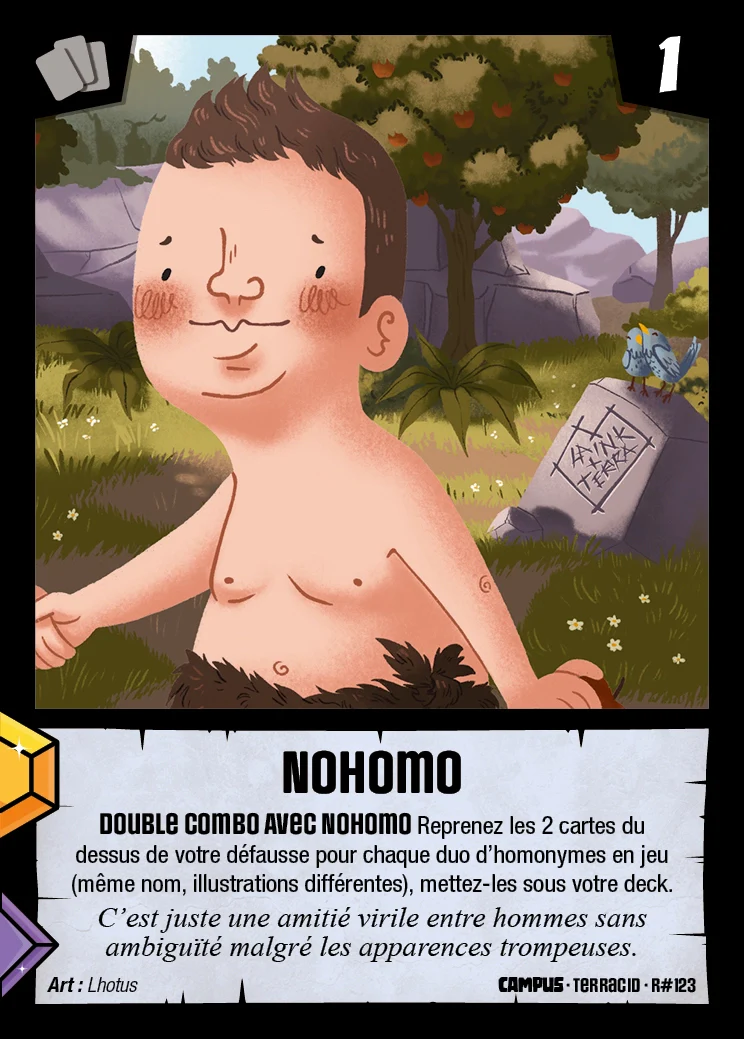 1
LAINK
+
TERRA
NOHOMO
DOUBLE COMBO AVEC NOHOMO Reprenez les 2 cartes du
dessus de votre défausse pour chaque duo d'homonymes en jeu
(même nom, illustrations différentes), mettez-les sous votre deck.
C'est juste une amitié virile entre hommes sans
ambiguïté malgré les apparences trompeuses.
Art : Lhotus
CAMPUS · TERRACID · R#123